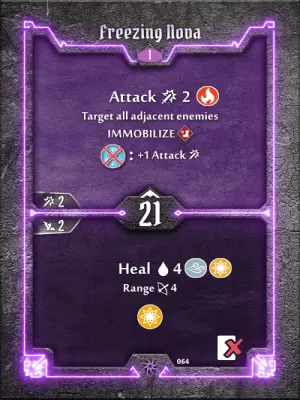 Freezing Nova
1
Attack 2
Target all adjacent enemies
IMMOBILIZE
: +1 Attack
2
21
2
Heal 4
Range 4
064